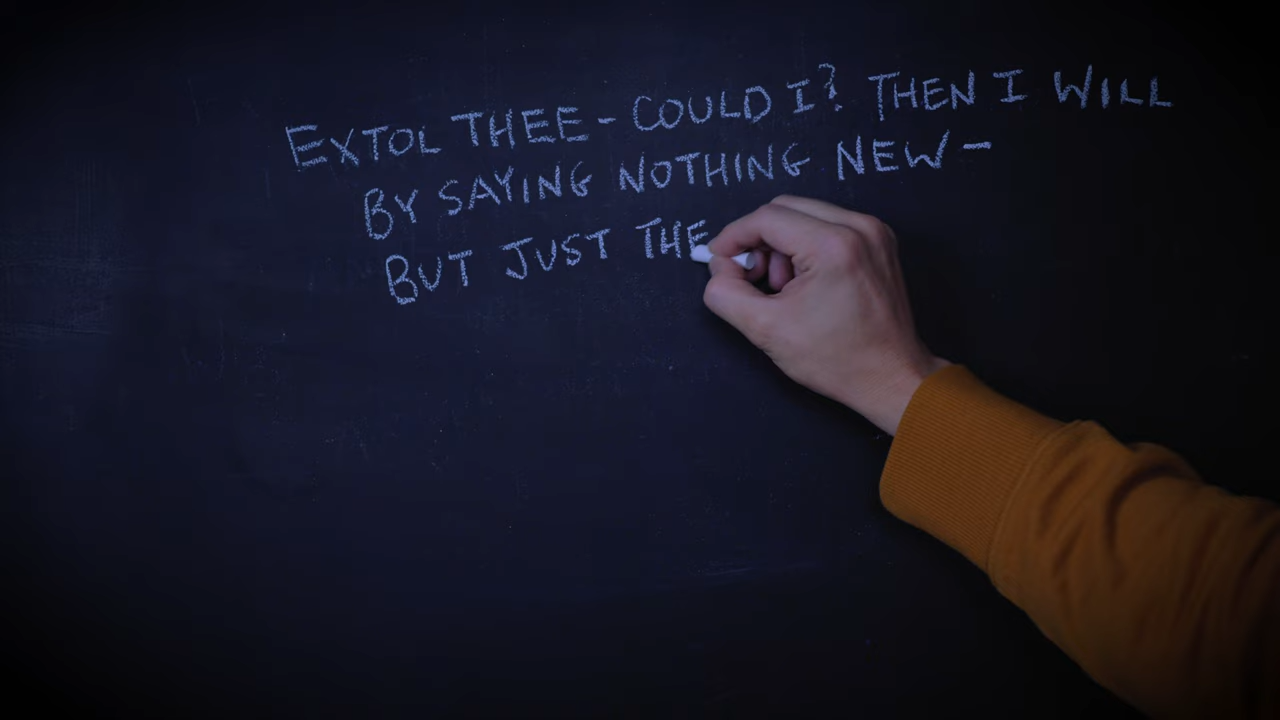 EXTOL THEE - COULD I? THEN I WILL
BY SAYING NOTHING NEW -
BUT JUST THE